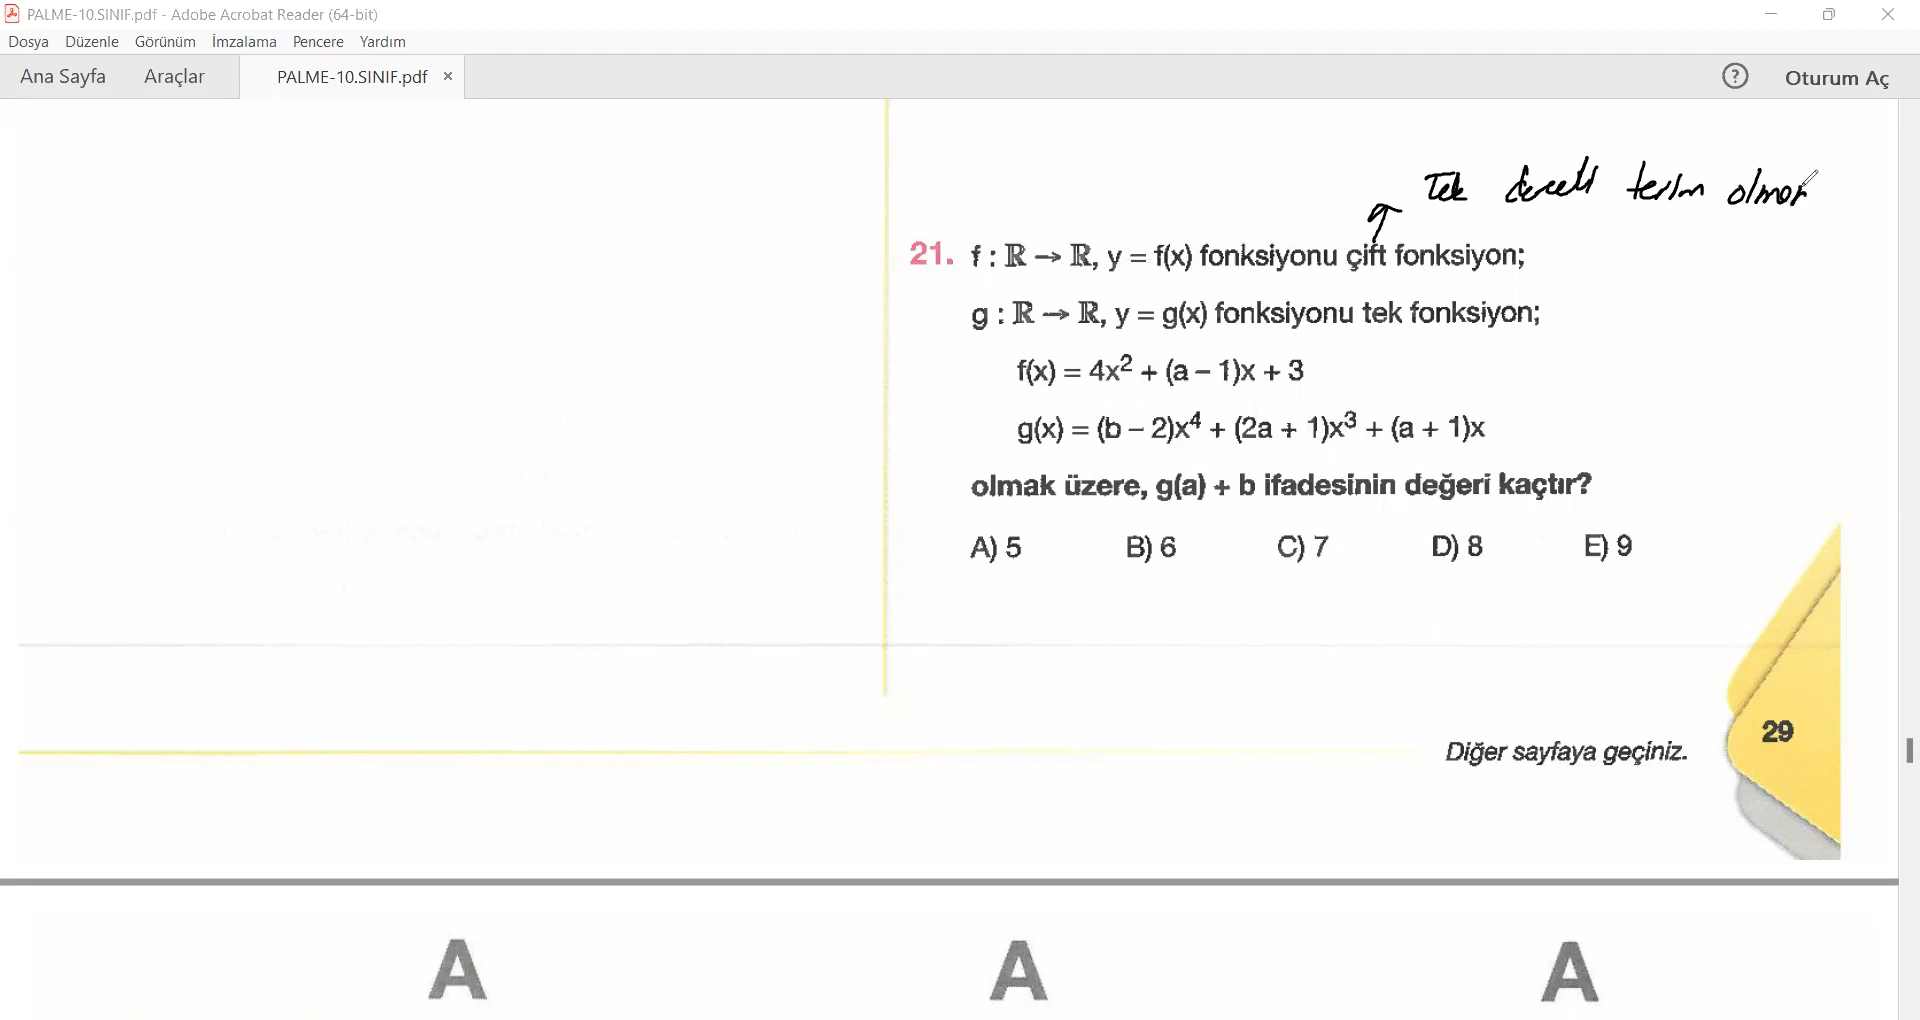 PALME-10.SINIF.pdf - Adobe Acrobat Reader (64-bit)
Dosya Düzenle Görünüm İmzalama Pencere Yardım
Ana Sayfa Araçlar PALME-10.SINIF.pdf × ? Oturum Aç
Tek dereceli terim olmaz
21. f : ℝ → ℝ, y = f(x) fonksiyonu çift fonksiyon;
g : ℝ → ℝ, y = g(x) fonksiyonu tek fonksiyon;
f(x) = 4x² + (a – 1)x + 3
g(x) = (b – 2)x⁴ + (2a + 1)x³ + (a + 1)x
olmak üzere, g(a) + b ifadesinin değeri kaçtır?
A) 5 B) 6 C) 7 D) 8 E) 9
29
Diğer sayfaya geçiniz.
A A A